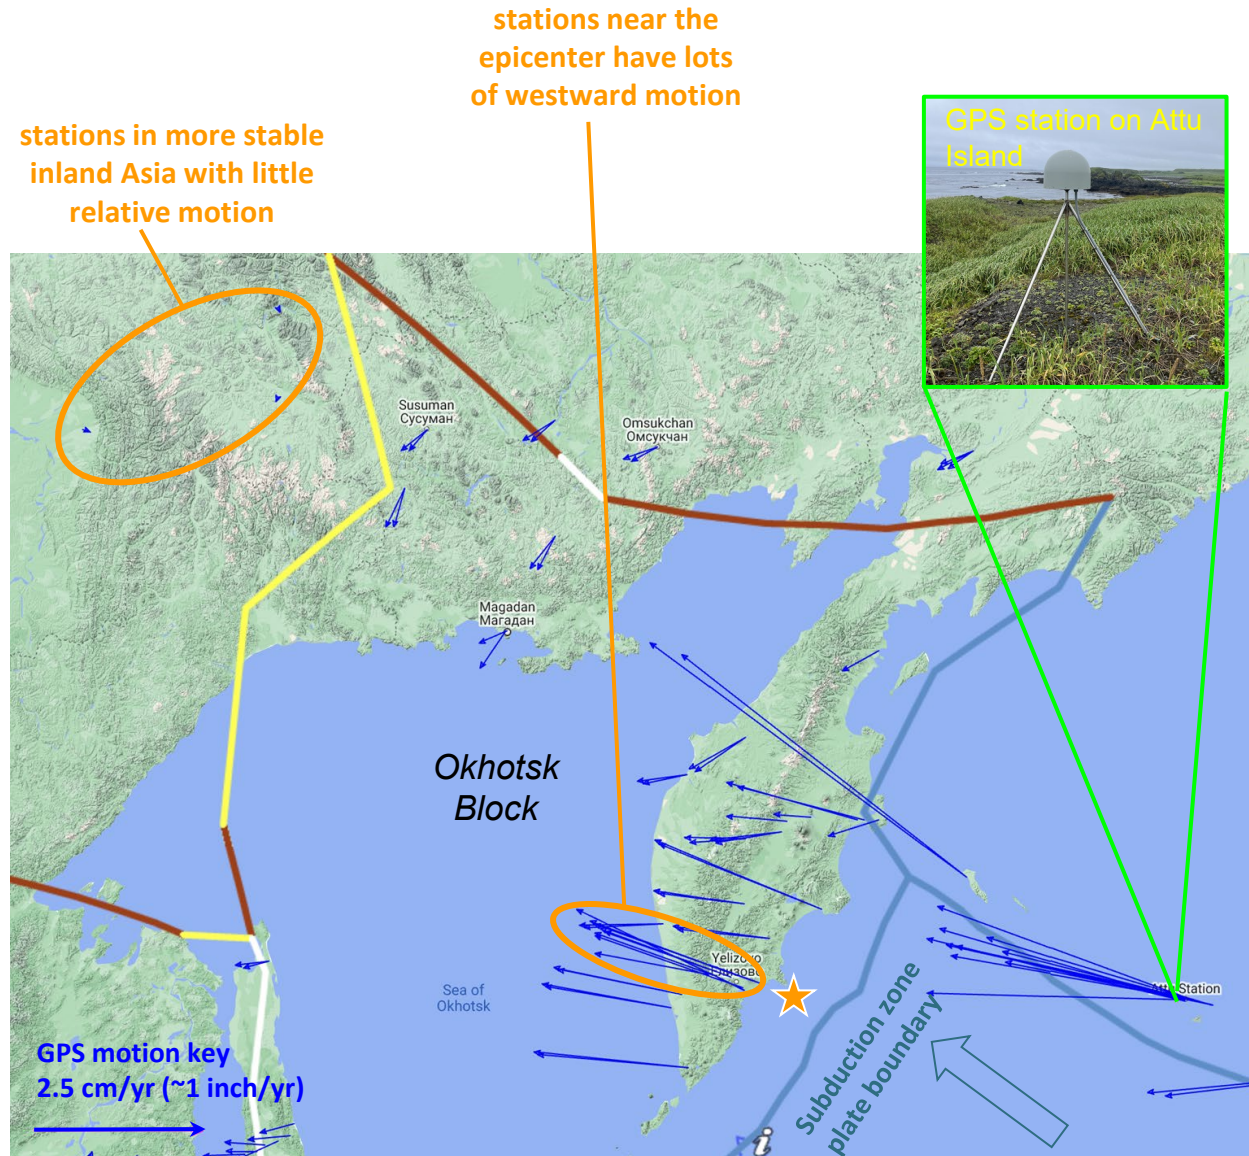 stations near the
epicenter have lots
of westward motion
stations in more stable
inland Asia with little
relative motion
GPS station on Attu
Island
Susuman
Сусуман
Omsukchan
Омсукчан
Magadan
Магадан
Okhotsk
Block
Yelizovo
Елизово
Sea of
Okhotsk
Station
GPS motion key
2.5 cm/yr (~1 inch/yr)
Subduction zone
plate boundary
i